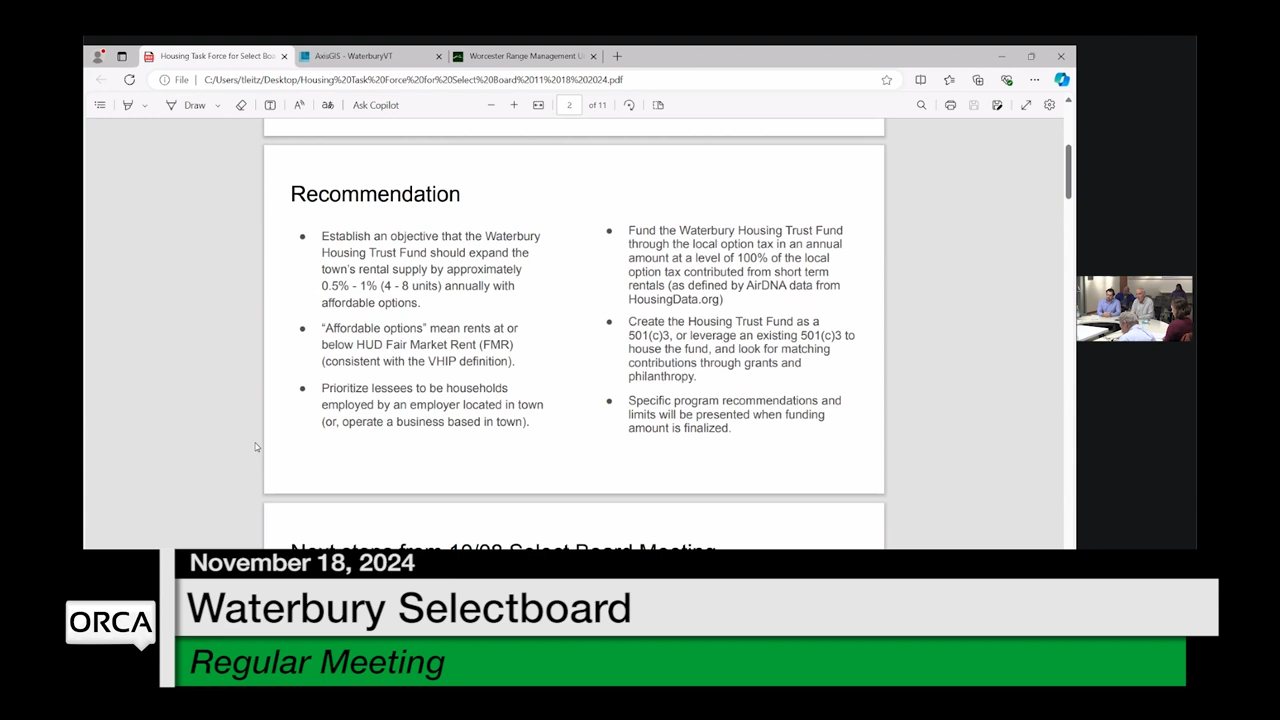 Housing Task Force for Select Boa
AxisGIS - WaterburyVT
Worcester Range Management U
File
C:/Users/tleitz/Desktop/Housing%20Task%20Force%20for%20Select%20Board%2011%2018%202024.pdf
Draw
Ask Copilot
2 of 11
Recommendation
Establish an objective that the Waterbury
Housing Trust Fund should expand the
town's rental supply by approximately
0.5% - 1% (4 - 8 units) annually with
affordable options.
“Affordable options” mean rents at or
below HUD Fair Market Rent (FMR)
(consistent with the VHIP definition).
Prioritize lessees to be households
employed by an employer located in town
(or, operate a business based in town).
Fund the Waterbury Housing Trust Fund
through the local option tax in an annual
amount at a level of 100% of the local
option tax contributed from short term
rentals (as defined by AirDNA data from
HousingData.org)
Create the Housing Trust Fund as a
501(c)3, or leverage an existing 501(c)3 to
house the fund, and look for matching
contributions through grants and
philanthropy.
Specific program recommendations and
limits will be presented when funding
amount is finalized.
Next steps from 10/08 Select Board Meeting
November 18, 2024
Waterbury Selectboard
ORCA
Regular Meeting